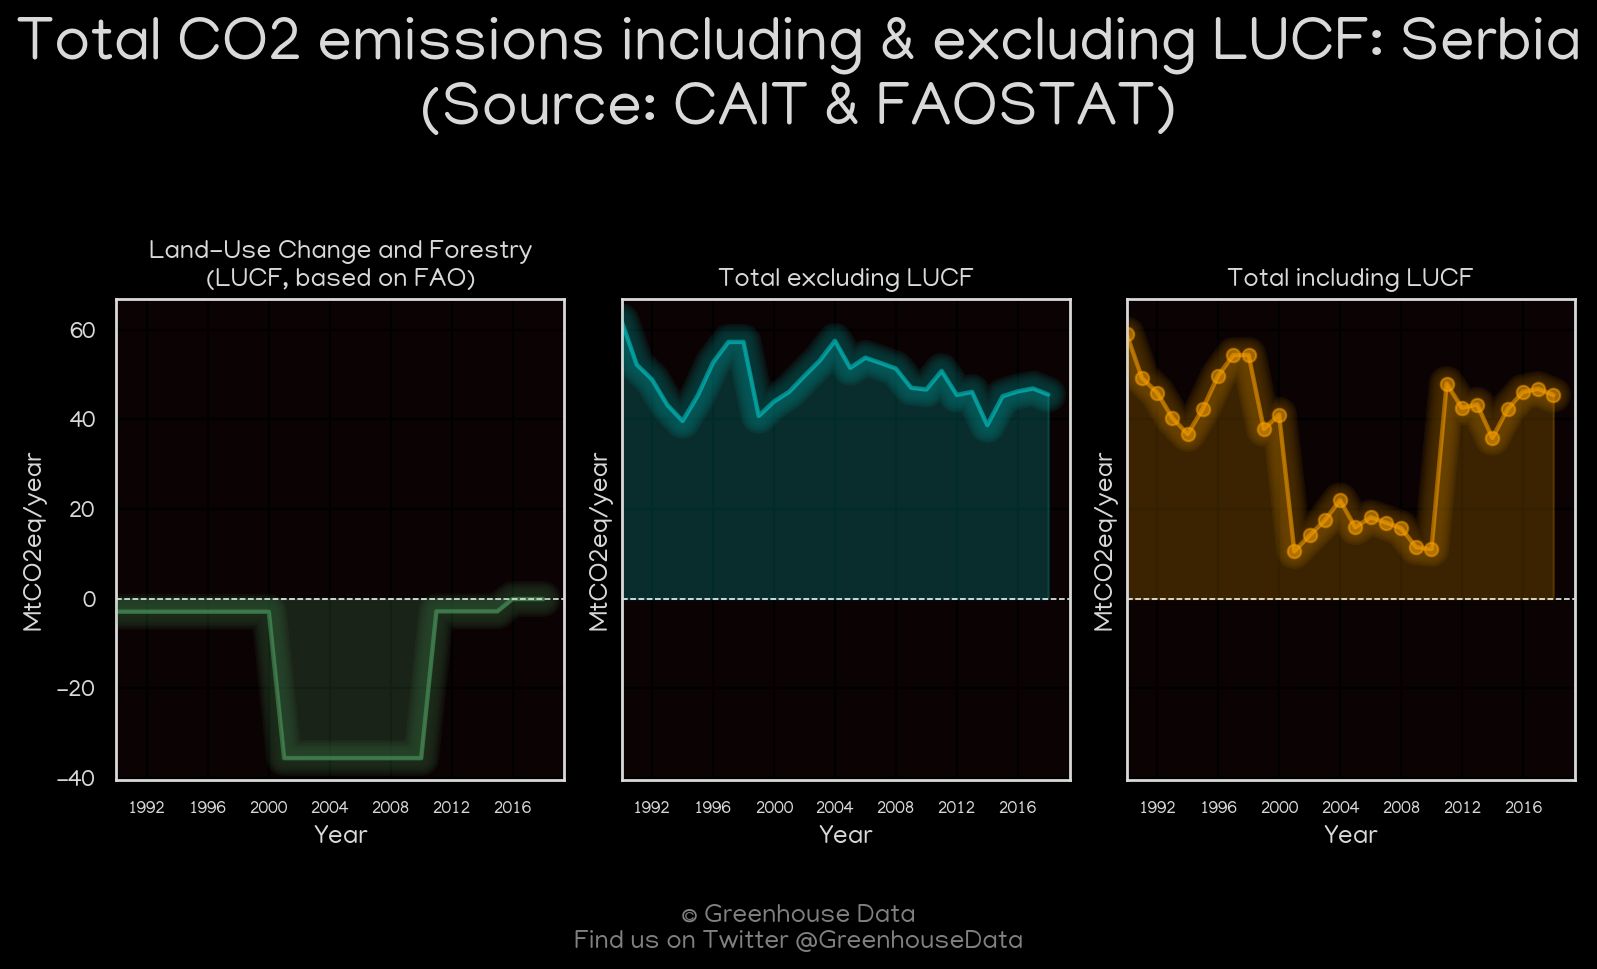 Total CO2 emissions including & excluding LUCF: Serbia
(Source: CAIT & FAOSTAT)
Land-Use Change and Forestry
(LUCF, based on FAO)
Total excluding LUCF
Total including LUCF
MtCO2eq/year
60
40
20
0
-20
-40
1992 1996 2000 2004 2008 2012 2016
Year
MtCO2eq/year
1992 1996 2000 2004 2008 2012 2016
Year
MtCO2eq/year
1992 1996 2000 2004 2008 2012 2016
Year
© Greenhouse Data
Find us on Twitter @GreenhouseData